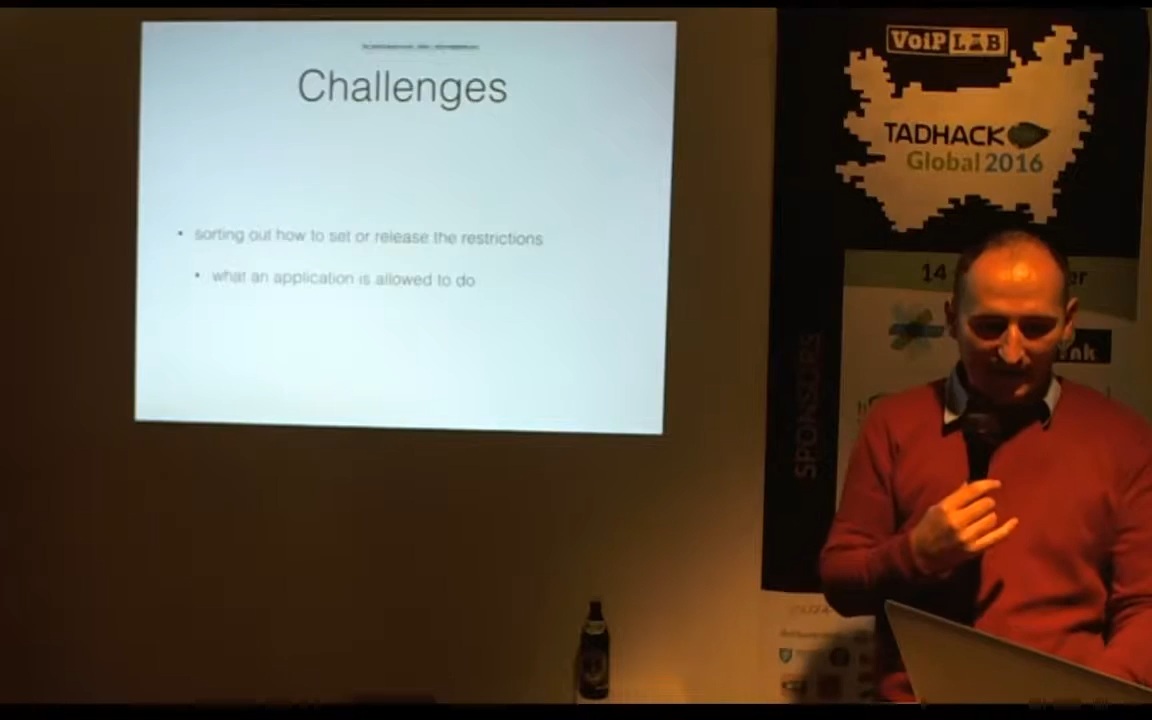 Challenges
• sorting out how to set or release the restrictions
• what an application is allowed to do
VoiP LAB
TADHACK
Global 2016
14
SPONSORS